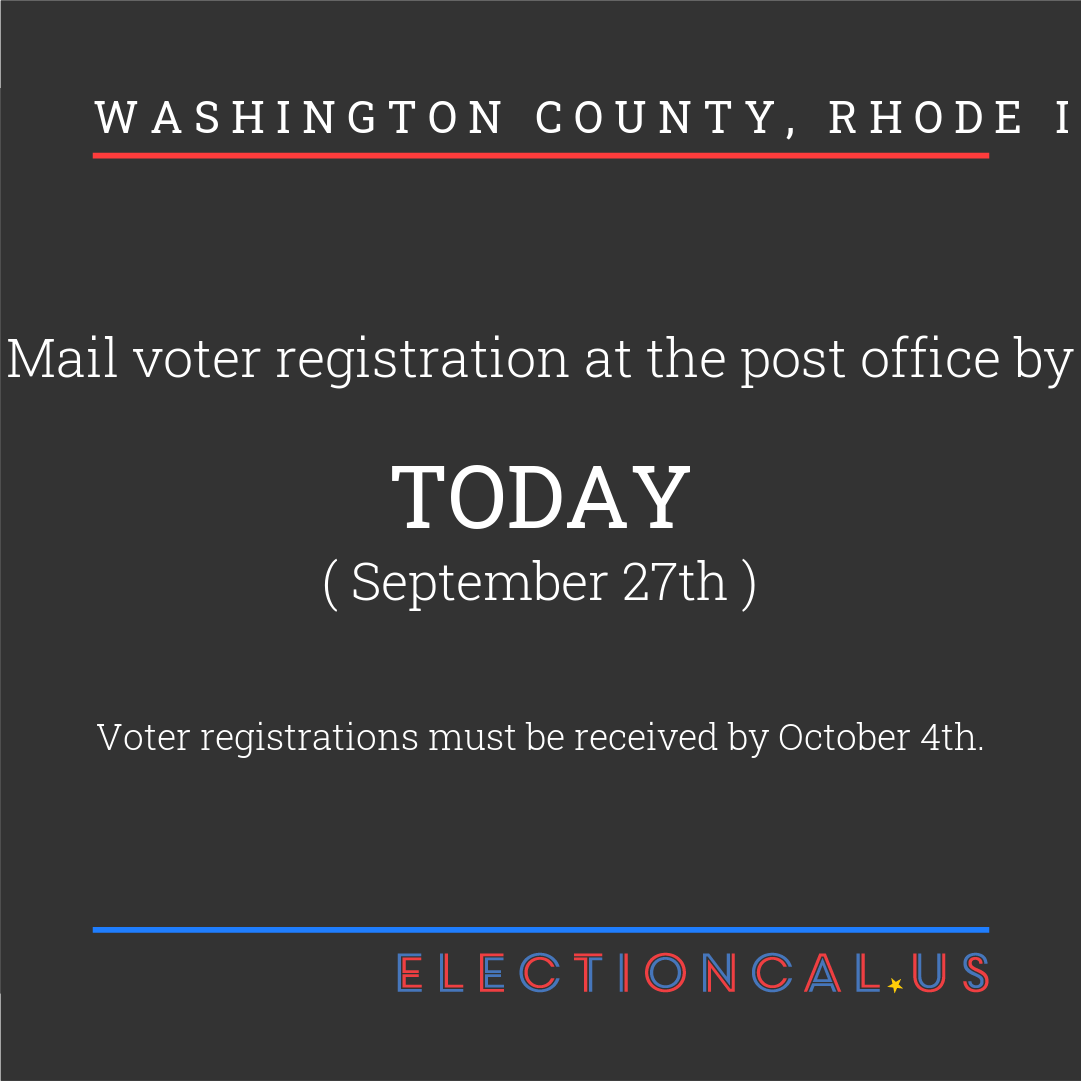 WASHINGTON COUNTY, RHODE I
Mail voter registration at the post office by
TODAY
( September 27th )
Voter registrations must be received by October 4th.
ELECTIONCAL.US